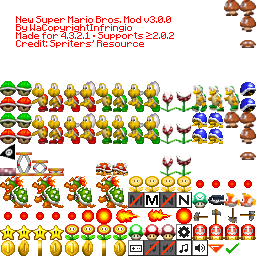 New Super Mario Bros. Mod v3.0.0
By WaCopyrightInfringio
Made for 4.3.2.1 • Supports ≥2.0.2
Credit: Spriters' Resource
M N